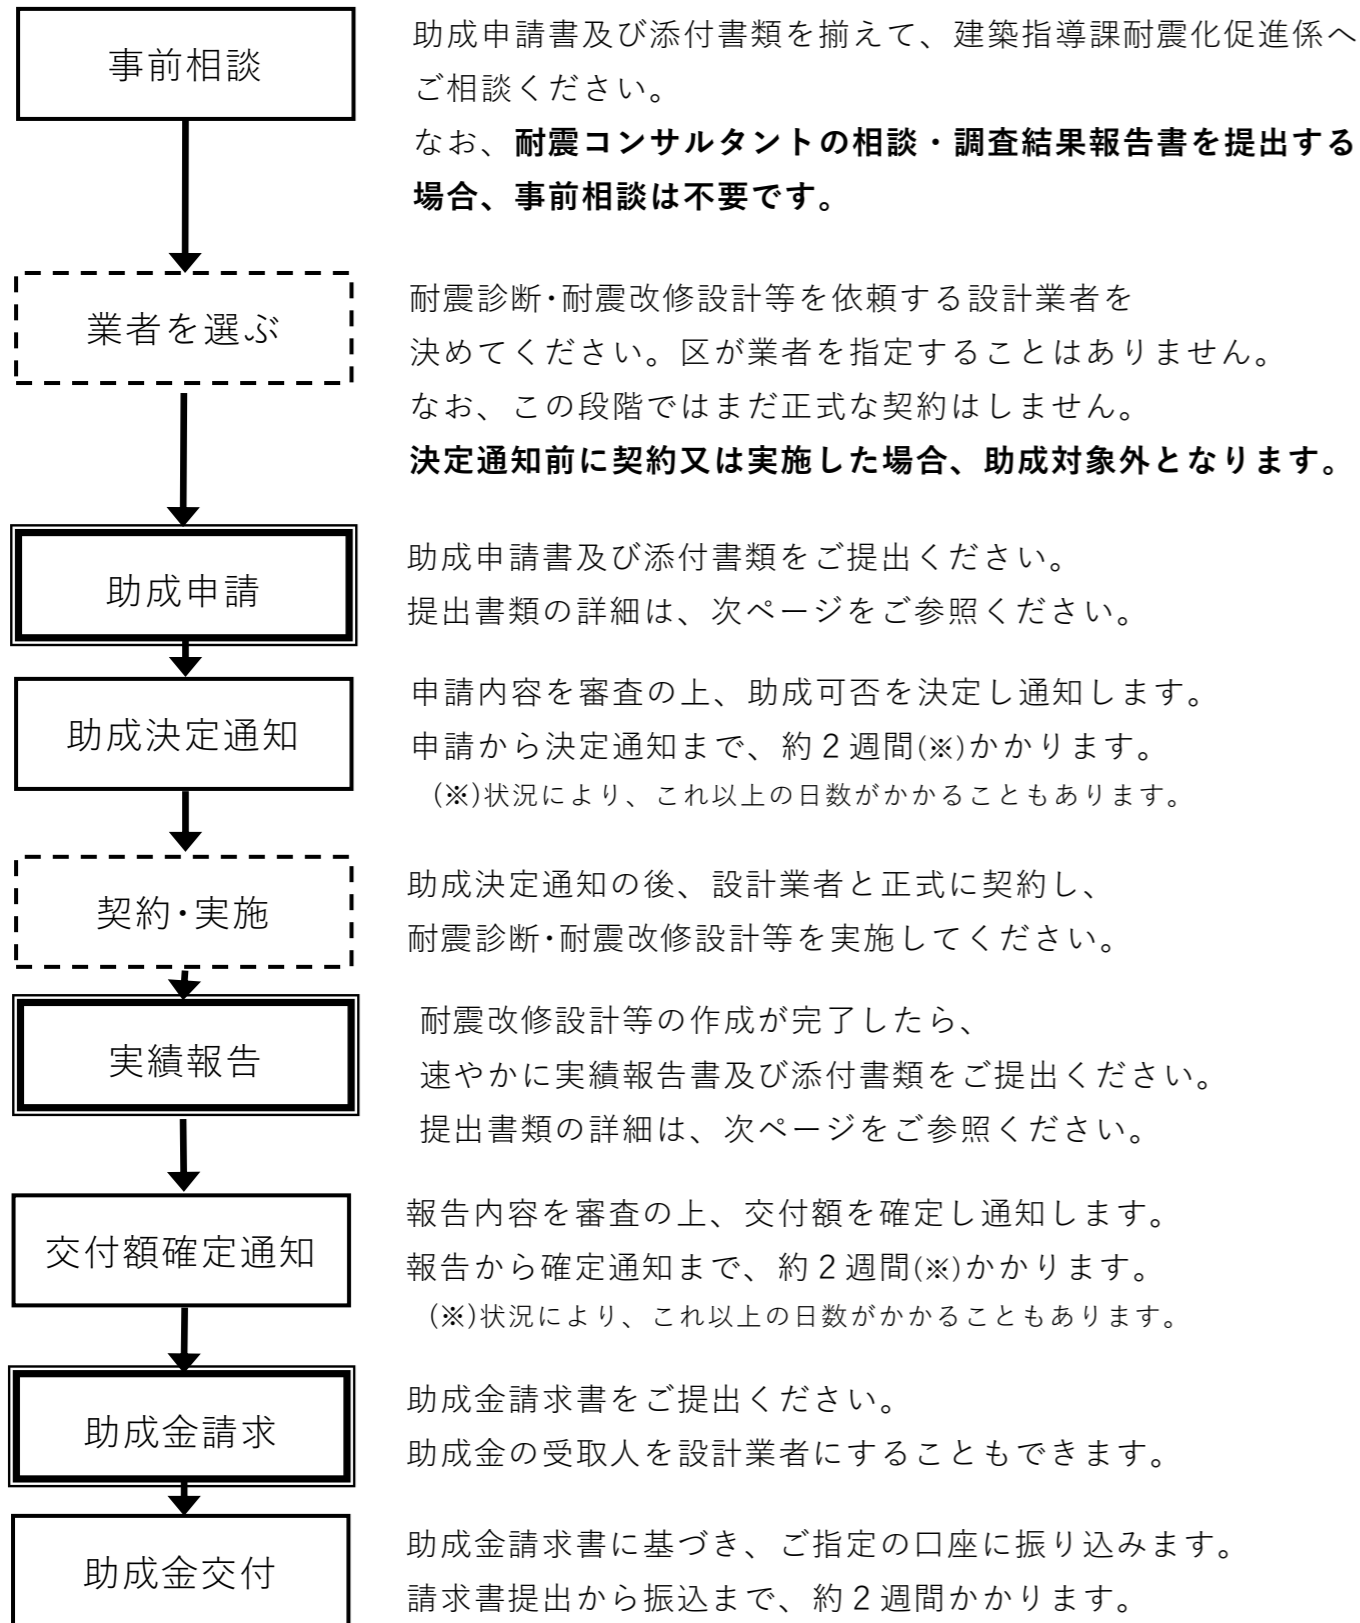 事前相談
助成申請書及び添付書類を揃えて、建築指導課耐震化促進係へ
ご相談ください。
なお、耐震コンサルタントの相談・調査結果報告書を提出する
場合、事前相談は不要です。
業者を選ぶ
耐震診断･耐震改修設計等を依頼する設計業者を
決めてください。区が業者を指定することはありません。
なお、この段階ではまだ正式な契約はしません。
決定通知前に契約又は実施した場合、助成対象外となります。
助成申請
助成申請書及び添付書類をご提出ください。
提出書類の詳細は、次ページをご参照ください。
助成決定通知
申請内容を審査の上、助成可否を決定し通知します。
申請から決定通知まで、約２週間(※)かかります。
(※)状況により、これ以上の日数がかかることもあります。
契約･実施
助成決定通知の後、設計業者と正式に契約し、
耐震診断･耐震改修設計等を実施してください。
実績報告
耐震改修設計等の作成が完了したら、
速やかに実績報告書及び添付書類をご提出ください。
提出書類の詳細は、次ページをご参照ください。
交付額確定通知
報告内容を審査の上、交付額を確定し通知します。
報告から確定通知まで、約２週間(※)かかります。
(※)状況により、これ以上の日数がかかることもあります。
助成金請求
助成金請求書をご提出ください。
助成金の受取人を設計業者にすることもできます。
助成金交付
助成金請求書に基づき、ご指定の口座に振り込みます。
請求書提出から振込まで、約２週間かかります。